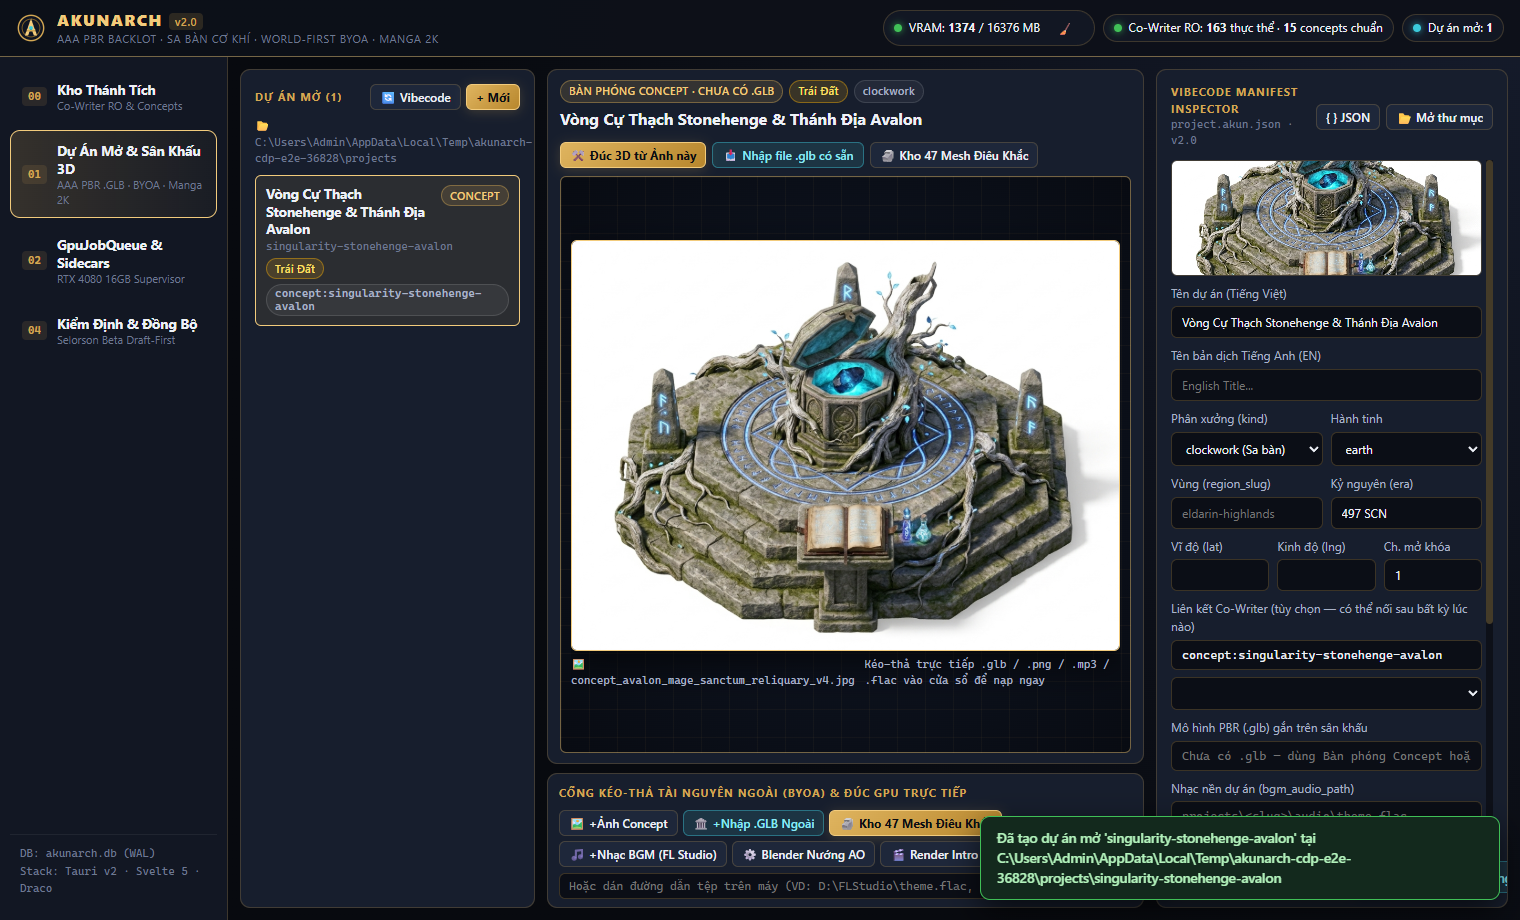 AKUNARCH v2.0
AAA PBR BACKLOT · SA BÀN CƠ KHÍ · WORLD-FIRST BYOA · MANGA 2K
VRAM: 1374 / 16376 MB
Co-Writer RO: 163 thực thể · 15 concepts chuẩn
Dự án mở: 1
00
Kho Thánh Tích
Co-Writer RO & Concepts
01
Dự Án Mở & Sân Khấu
3D
AAA PBR .GLB · BYOA · Manga
2K
02
GpuJobQueue &
Sidecars
RTX 4080 16GB Supervisor
04
Kiểm Định & Đồng Bộ
Selorson Beta Draft-First
DB: akunarch.db (WAL)
Stack: Tauri v2 · Svelte 5 ·
Draco
DỰ ÁN MỞ (1)
Vibecode
+ Mới
C:\Users\Admin\AppData\Local\Temp\akunarch-
cdp-e2e-36828\projects
Vòng Cự Thạch
Stonehenge & Thánh Địa
Avalon
CONCEPT
singularity-stonehenge-avalon
Trái Đất
concept:singularity-stonehenge-
avalon
BÀN PHÓNG CONCEPT · CHƯA CÓ .GLB
Trái Đất
clockwork
Vòng Cự Thạch Stonehenge & Thánh Địa Avalon
Đúc 3D từ Ảnh này
Nhập file .glb có sẵn
Kho 47 Mesh Điêu Khắc
concept_avalon_mage_sanctum_reliquary_v4.jpg
Kéo-thả trực tiếp .glb / .png / .mp3 /
.flac vào cửa sổ để nạp ngay
CỔNG KÉO-THẢ TÀI NGUYÊN NGOÀI (BYOA) & ĐÚC GPU TRỰC TIẾP
+Ảnh Concept
+Nhập .GLB Ngoài
Kho 47 Mesh Điêu Kh
+Nhạc BGM (FL Studio)
Blender Nướng AO
Render Intro
Hoặc dán đường dẫn tệp trên máy (VD: D:\FLStudio\theme.flac,
VIBECODE MANIFEST
INSPECTOR
project.akun.json ·
v2.0
{ } JSON
Mở thư mục
Tên dự án (Tiếng Việt)
Vòng Cự Thạch Stonehenge & Thánh Địa Avalon
Tên bản dịch Tiếng Anh (EN)
English Title...
Phân xưởng (kind)
Hành tinh
clockwork (Sa bàn)
earth
Vùng (region_slug)
Kỷ nguyên (era)
eldarin-highlands
497 SCN
Vĩ độ (lat)
Kinh độ (lng)
Ch. mở khóa
1
Liên kết Co-Writer (tùy chọn — có thể nối sau bất kỳ lúc
nào)
concept:singularity-stonehenge-avalon
Mô hình PBR (.glb) gắn trên sân khấu
Chưa có .glb — dùng Bàn phóng Concept hoặ
Nhạc nền dự án (bgm_audio_path)
Đã tạo dự án mở 'singularity-stonehenge-avalon' tại
C:\Users\Admin\AppData\Local\Temp\akunarch-cdp-e2e-
36828\projects\singularity-stonehenge-avalon